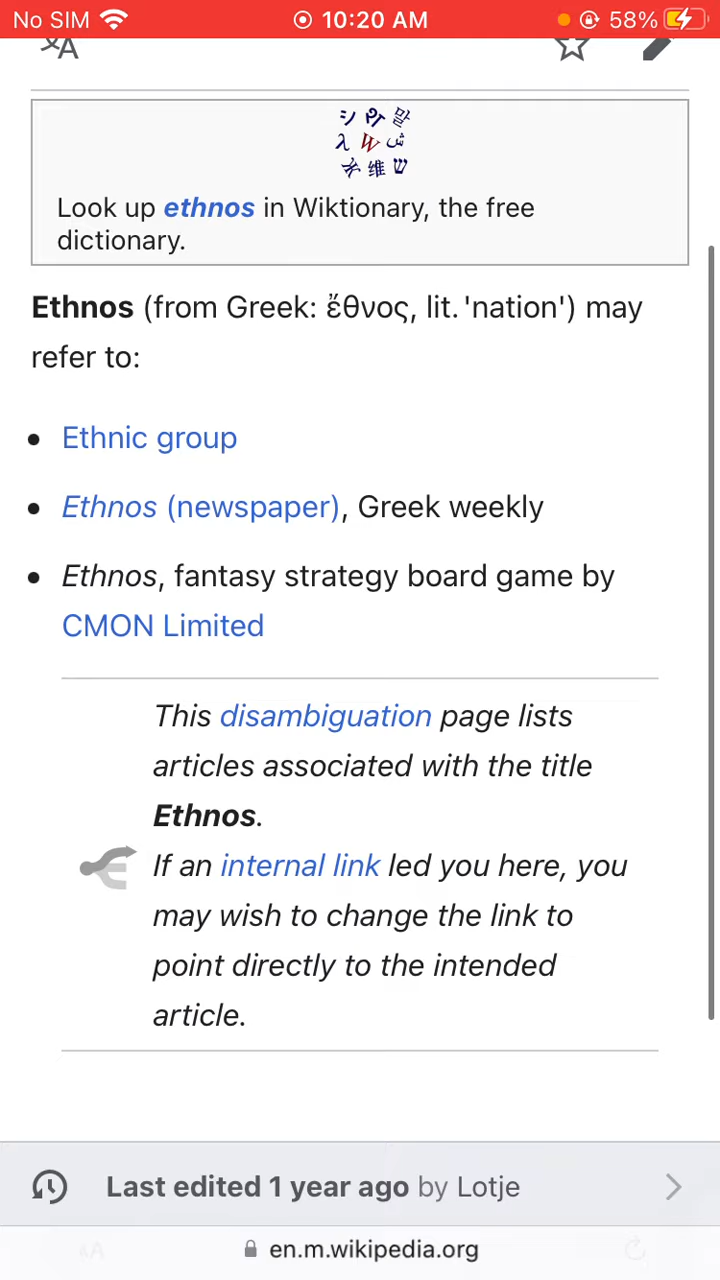 No SIM 10:20 AM 58%
Look up ethnos in Wiktionary, the free
dictionary.
Ethnos (from Greek: ἔθνος, lit. 'nation') may
refer to:
• Ethnic group
• Ethnos (newspaper), Greek weekly
• Ethnos, fantasy strategy board game by
CMON Limited
This disambiguation page lists
articles associated with the title
Ethnos.
If an internal link led you here, you
may wish to change the link to
point directly to the intended
article.
Last edited 1 year ago by Lotje
AA en.m.wikipedia.org